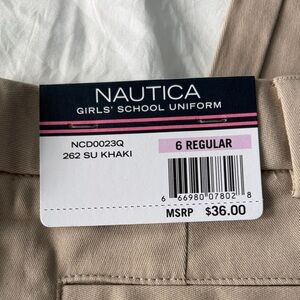 NAUTICA
GIRLS' SCHOOL UNIFORM
NCD0023Q
262 SU KHAKI
6 REGULAR
6 66980 07802 8
MSRP $36.00